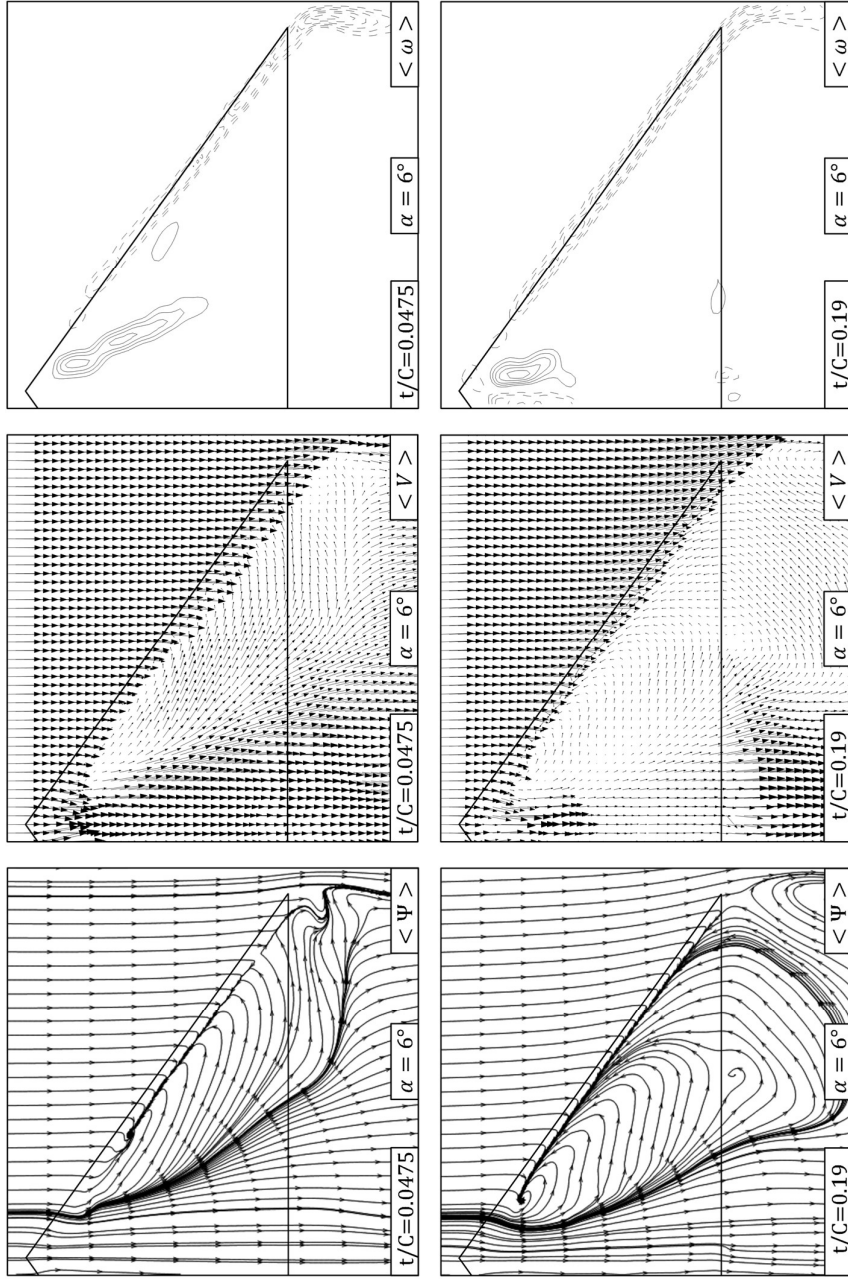 t/C=0.0475 α = 6° < Ψ >
t/C=0.0475 α = 6° < V >
t/C=0.0475 α = 6° < ω >
t/C=0.19 α = 6° < Ψ >
t/C=0.19 α = 6° < V >
t/C=0.19 α = 6° < ω >